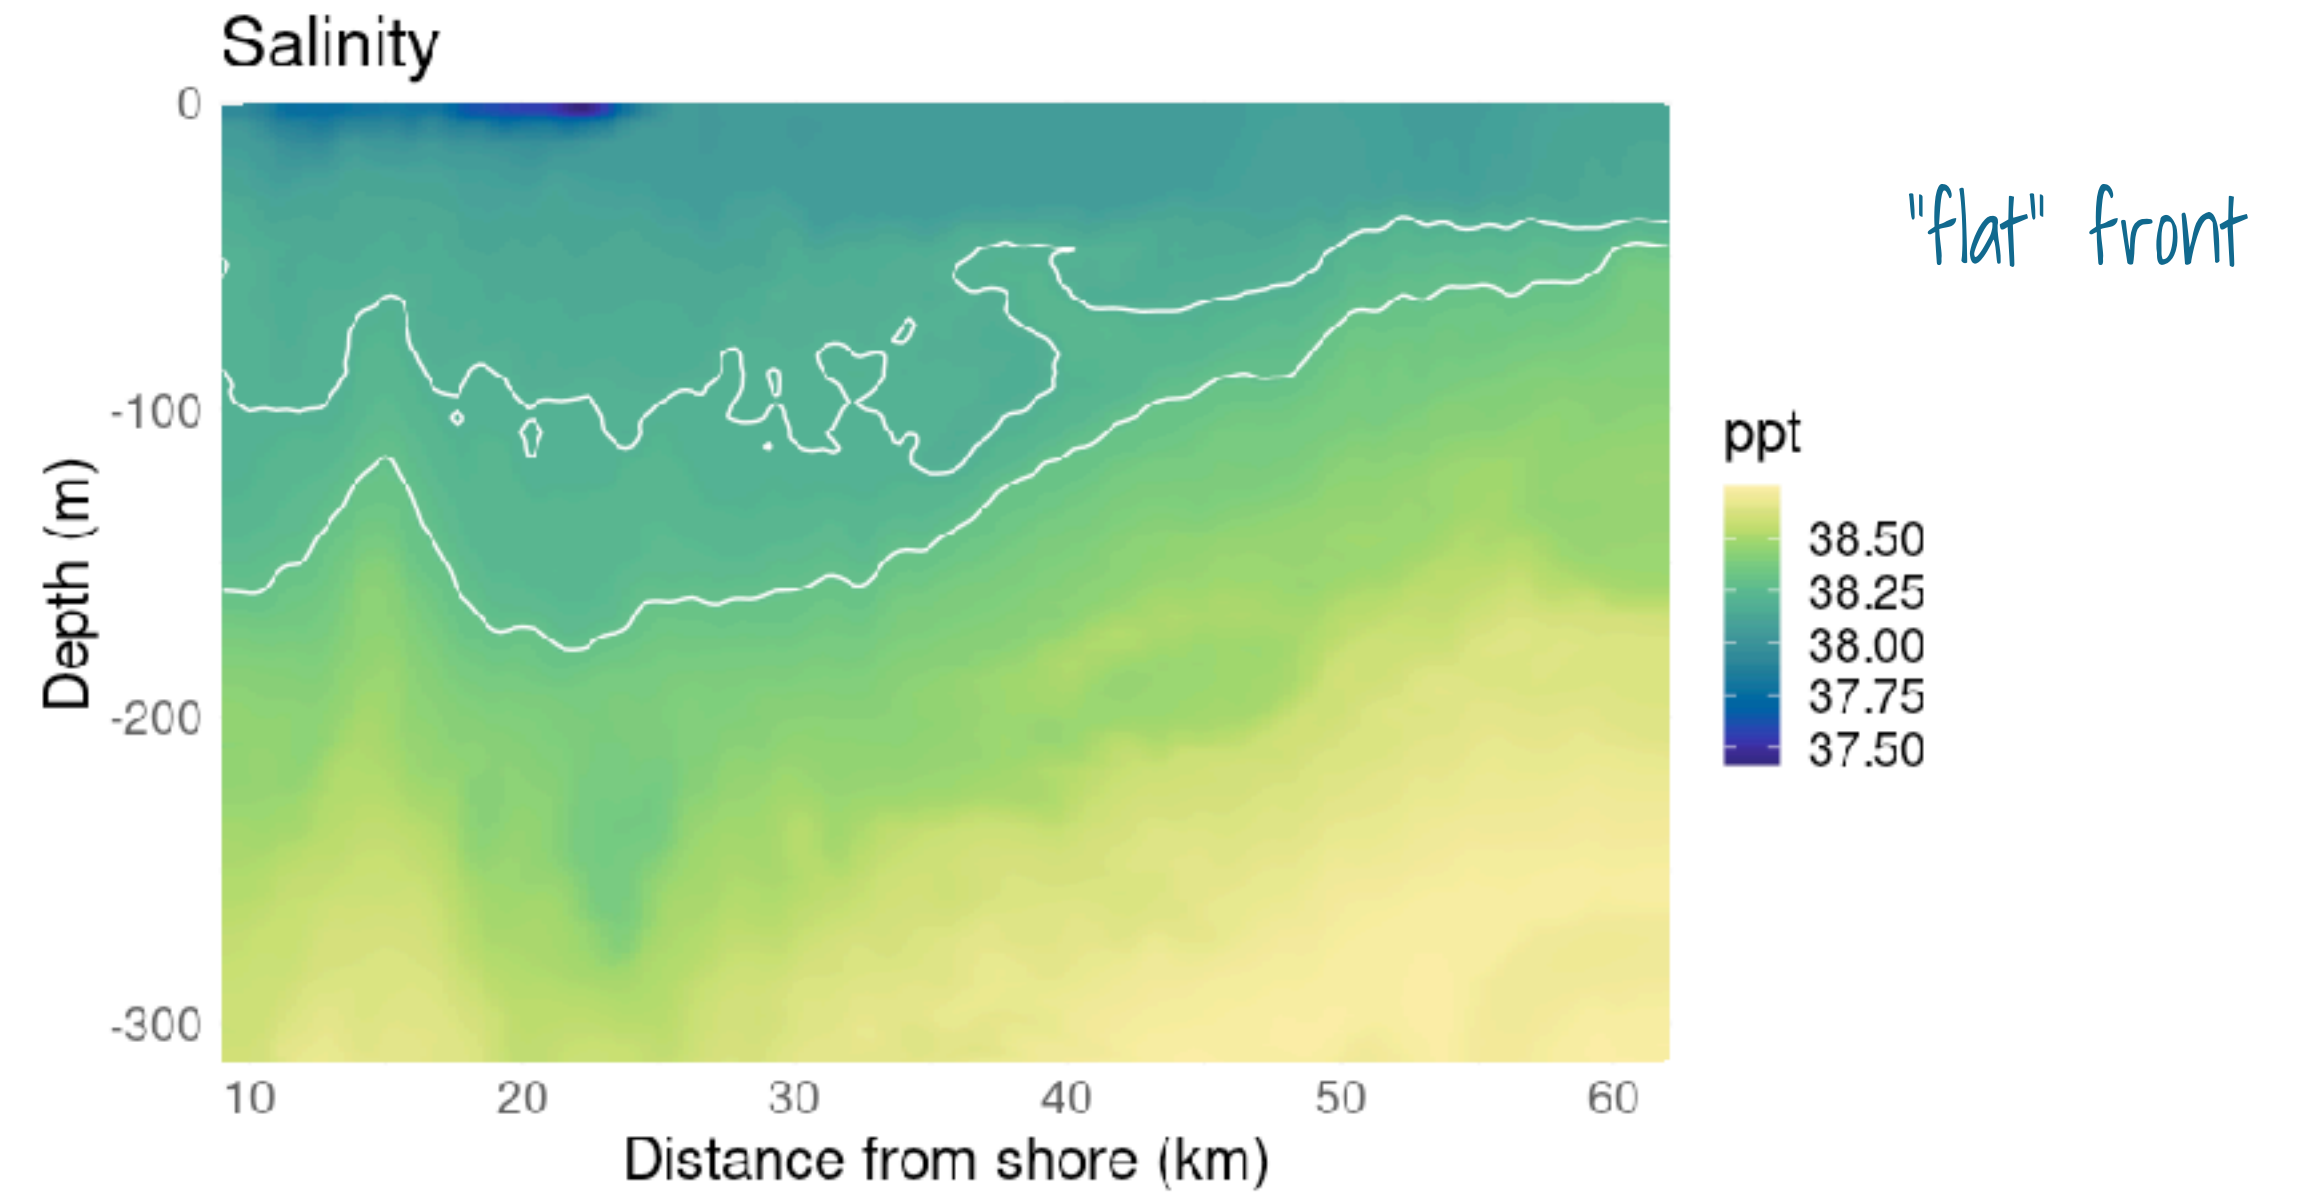 Salinity
0
-100
-200
-300
Depth (m)
10 20 30 40 50 60
Distance from shore (km)
"flat" front
ppt
38.50
38.25
38.00
37.75
37.50